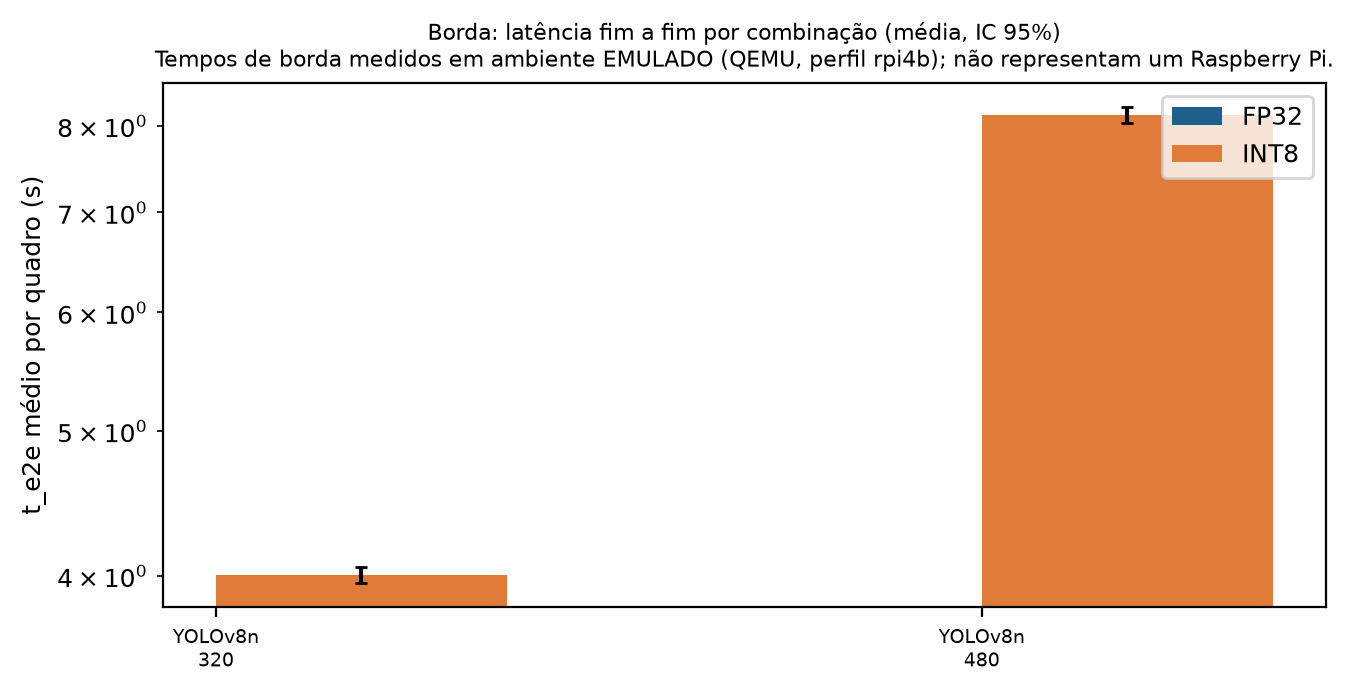 Borda: latência fim a fim por combinação (média, IC 95%)
Tempos de borda medidos em ambiente EMULADO (QEMU, perfil rpi4b); não representam um Raspberry Pi.
t_e2e médio por quadro (s)
8 × 10⁰
7 × 10⁰
6 × 10⁰
5 × 10⁰
4 × 10⁰
FP32
INT8
YOLOv8n
320
YOLOv8n
480